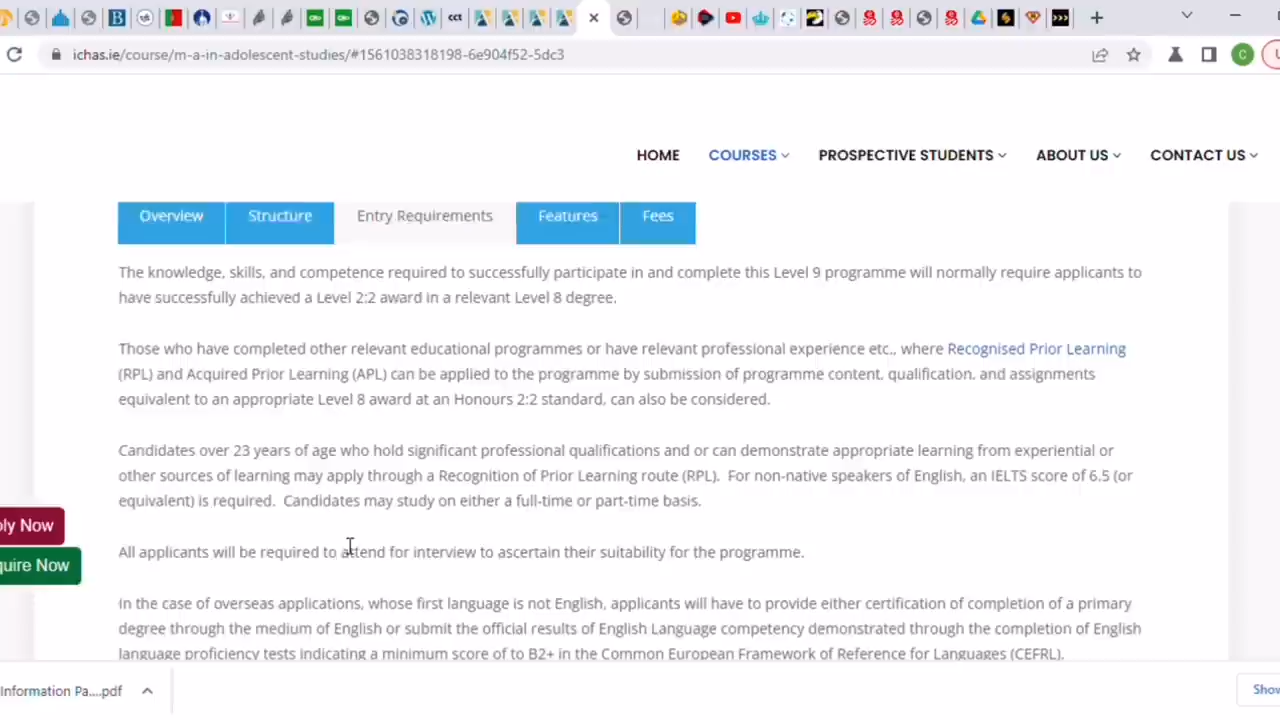 ichas.ie/course/m-a-in-adolescent-studies/#1561038318198-6e904f52-5dc3
HOME COURSES PROSPECTIVE STUDENTS ABOUT US CONTACT US
Overview Structure Entry Requirements Features Fees
The knowledge, skills, and competence required to successfully participate in and complete this Level 9 programme will normally require applicants to
have successfully achieved a Level 2:2 award in a relevant Level 8 degree.
Those who have completed other relevant educational programmes or have relevant professional experience etc., where Recognised Prior Learning
(RPL) and Acquired Prior Learning (APL) can be applied to the programme by submission of programme content, qualification, and assignments
equivalent to an appropriate Level 8 award at an Honours 2:2 standard, can also be considered.
Candidates over 23 years of age who hold significant professional qualifications and or can demonstrate appropriate learning from experiential or
other sources of learning may apply through a Recognition of Prior Learning route (RPL). For non-native speakers of English, an IELTS score of 6.5 (or
equivalent) is required. Candidates may study on either a full-time or part-time basis.
ply Now
quire Now
All applicants will be required to attend for interview to ascertain their suitability for the programme.
In the case of overseas applications, whose first language is not English, applicants will have to provide either certification of completion of a primary
degree through the medium of English or submit the official results of English Language competency demonstrated through the completion of English
language proficiency tests indicating a minimum score of to B2+ in the Common European Framework of Reference for Languages (CEFRL).
Information Pa....pdf
Show